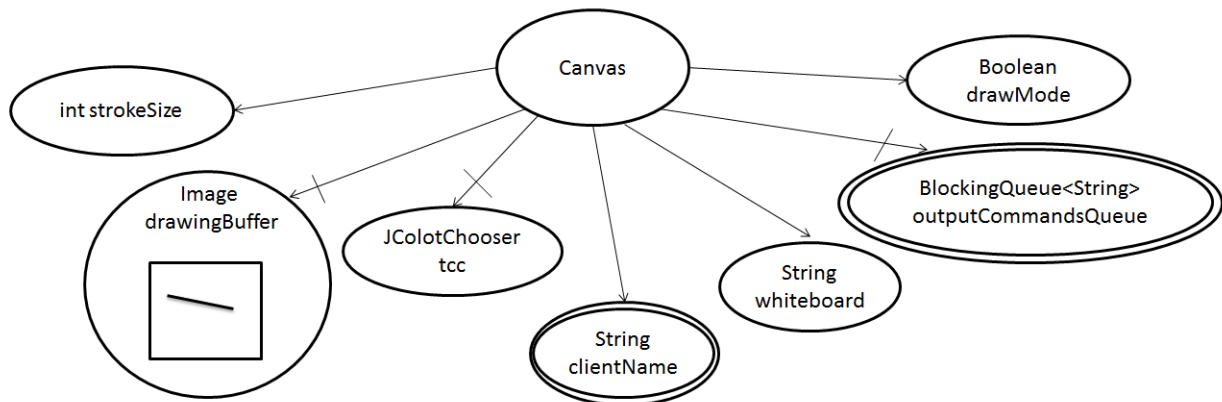 Canvas
Boolean
drawMode
int strokeSize
Image
drawingBuffer
BlockingQueue<String>
outputCommandsQueue
JColotChooser
tcc
String
whiteboard
String
clientName